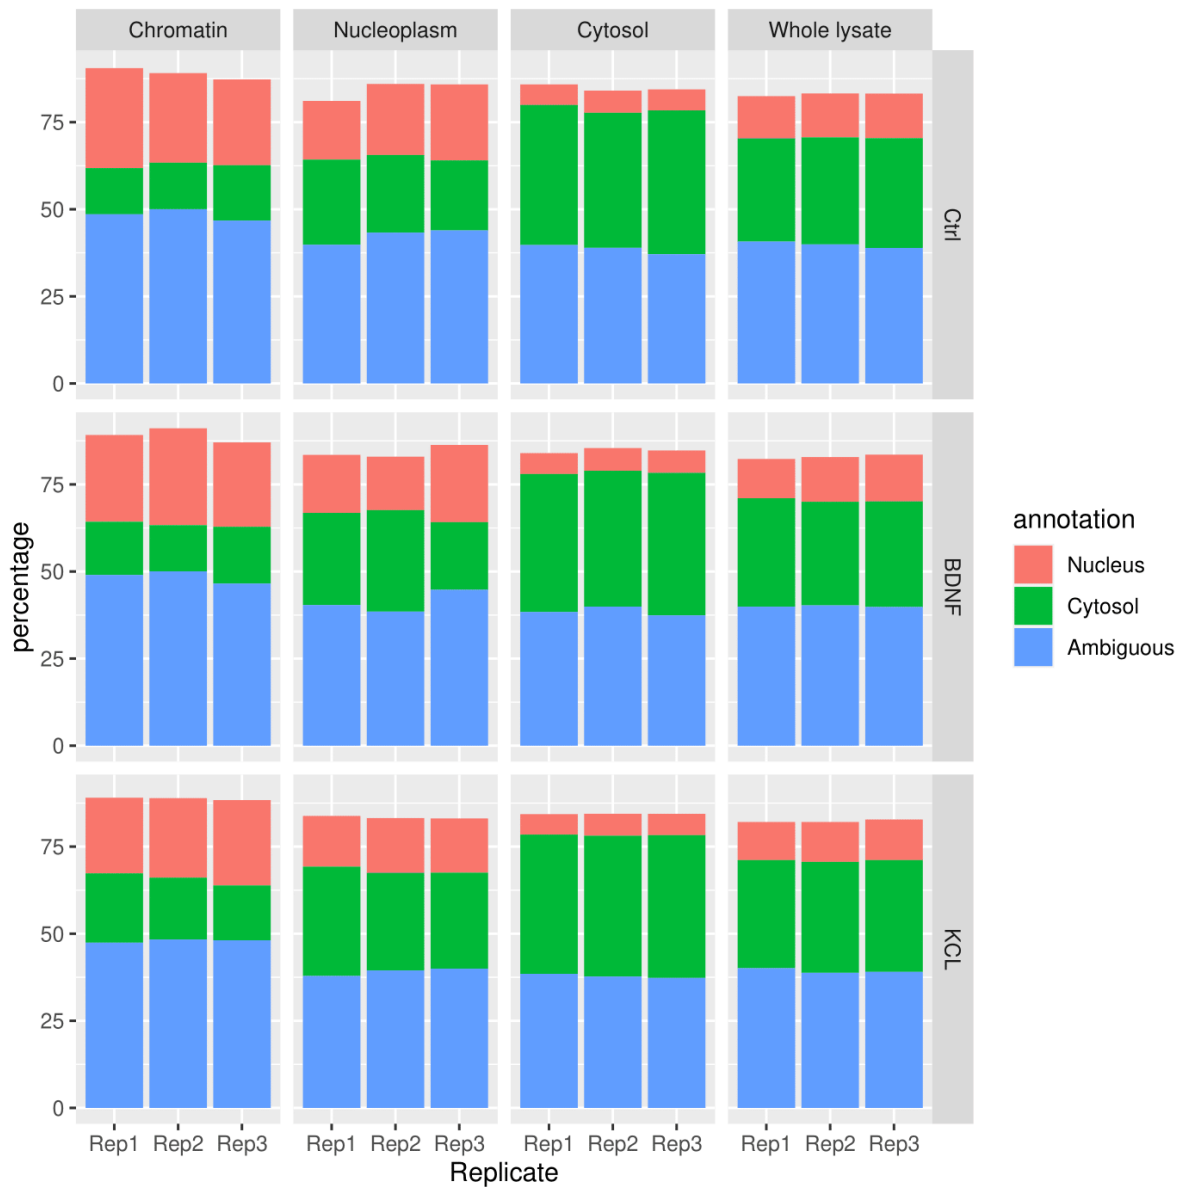 Chromatin Nucleoplasm Cytosol Whole lysate
75
50
25
0
Ctrl
75
50
25
0
BDNF
75
50
25
0
KCL
percentage
Rep1 Rep2 Rep3 Rep1 Rep2 Rep3 Rep1 Rep2 Rep3 Rep1 Rep2 Rep3
Replicate
annotation
Nucleus
Cytosol
Ambiguous